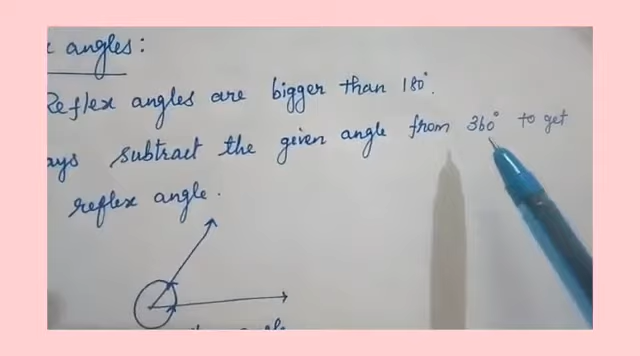 angles:
Reflex angles are bigger than 180°.
subtract the given angle from 360° to get
reflex angle.